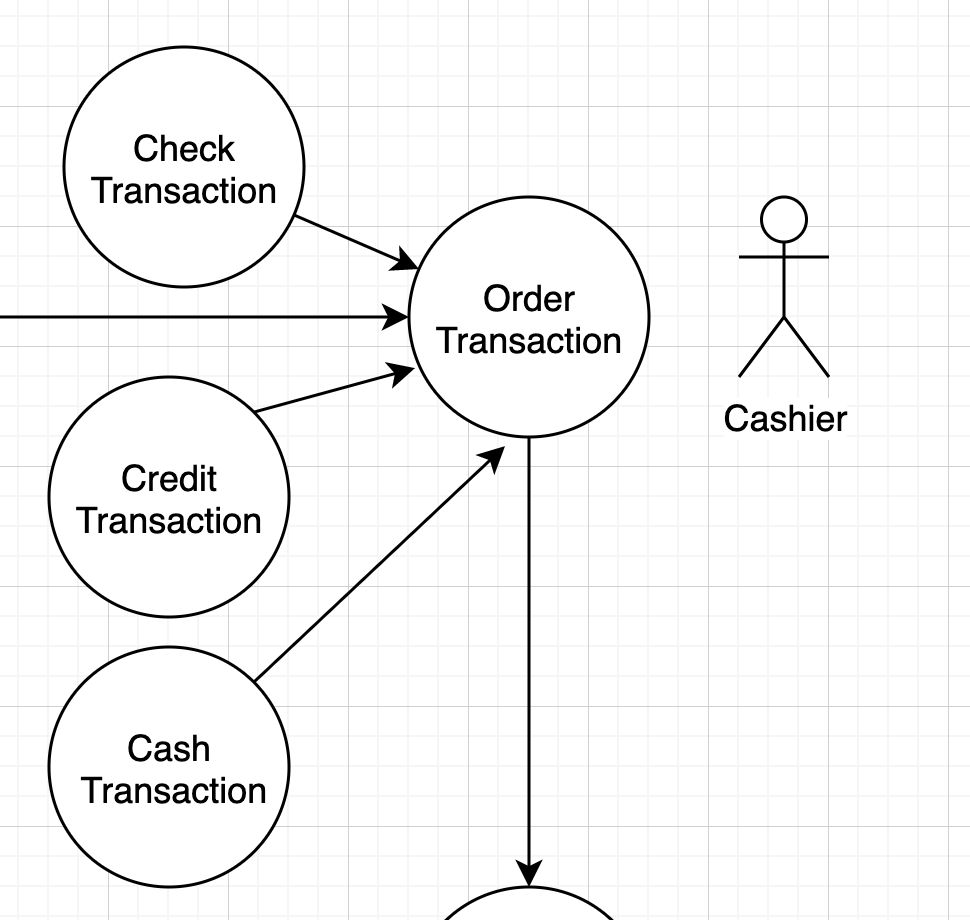 Check
Transaction
Order
Transaction
Cashier
Credit
Transaction
Cash
Transaction